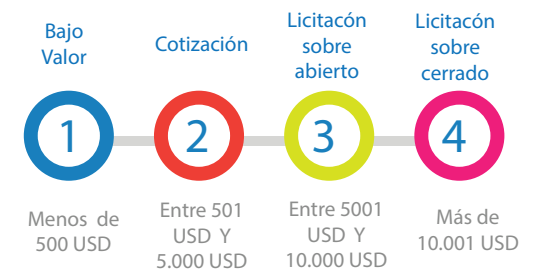 Bajo
Valor
Cotización
Licitacón
sobre
abierto
Licitacón
sobre
cerrado
1
2
3
4
Menos de
500 USD
Entre 501
USD Y
5.000 USD
Entre 5001
USD Y
10.000 USD
Más de
10.001 USD